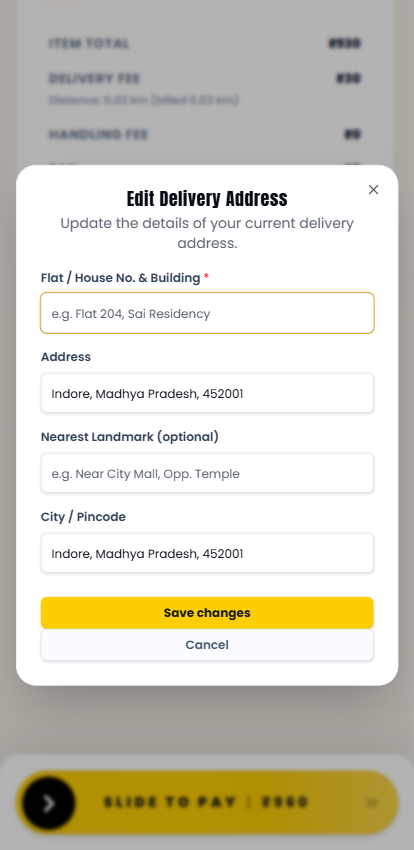 ITEM TOTAL ₹930
DELIVERY FEE ₹30
Distance: 0.03 km (billed 0.03 km)
HANDLING FEE ₹0
Edit Delivery Address
Update the details of your current delivery
address.
Flat / House No. & Building *
e.g. Flat 204, Sai Residency
Address
Indore, Madhya Pradesh, 452001
Nearest Landmark (optional)
e.g. Near City Mall, Opp. Temple
City / Pincode
Indore, Madhya Pradesh, 452001
Save changes
Cancel
SLIDE TO PAY | ₹960